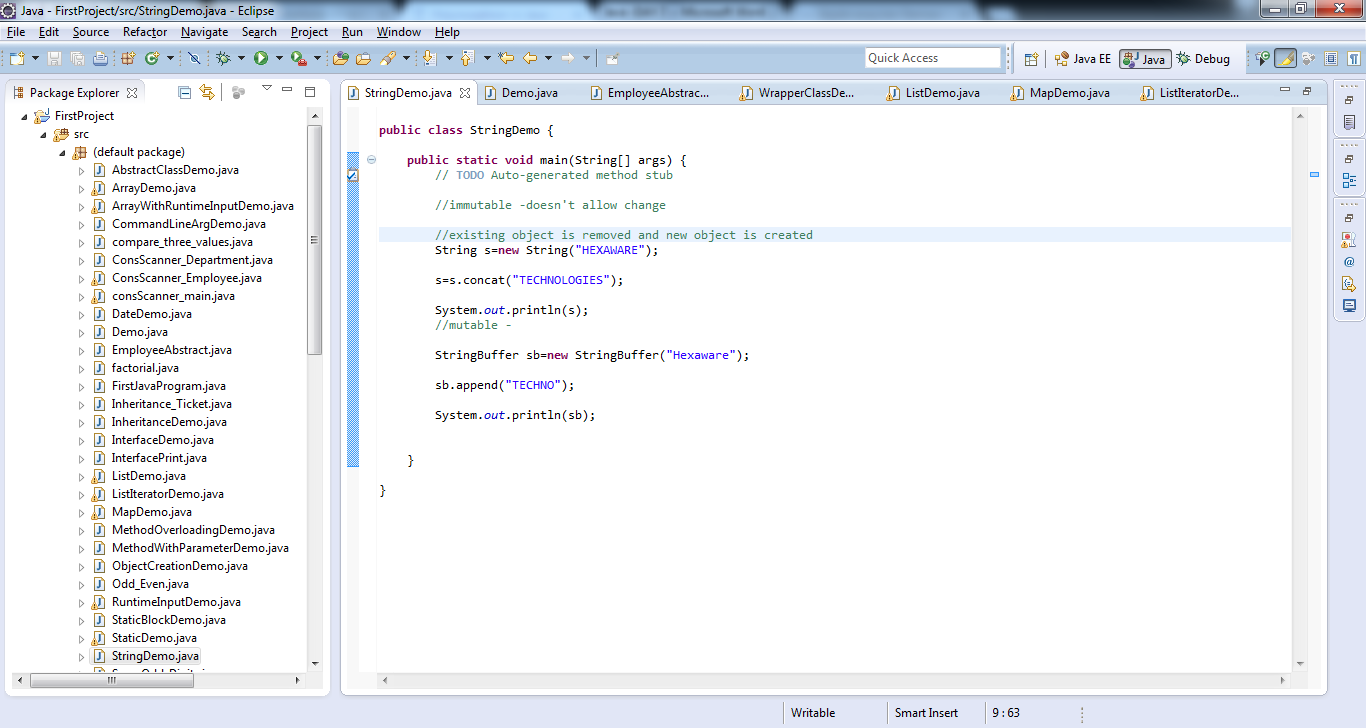 Java - FirstProject/src/StringDemo.java - Eclipse
File Edit Source Refactor Navigate Search Project Run Window Help
Quick Access
Java EE Java Debug
Package Explorer
FirstProject
src
(default package)
AbstractClassDemo.java
ArrayDemo.java
ArrayWithRuntimeInputDemo.java
CommandLineArgDemo.java
compare_three_values.java
ConsScanner_Department.java
ConsScanner_Employee.java
consScanner_main.java
DateDemo.java
Demo.java
EmployeeAbstract.java
factorial.java
FirstJavaProgram.java
Inheritance_Ticket.java
InheritanceDemo.java
InterfaceDemo.java
InterfacePrint.java
ListDemo.java
ListIteratorDemo.java
MapDemo.java
MethodOverloadingDemo.java
MethodWithParameterDemo.java
ObjectCreationDemo.java
Odd_Even.java
RuntimeInputDemo.java
StaticBlockDemo.java
StaticDemo.java
StringDemo.java
StringDemo.java Demo.java EmployeeAbstrac... WrapperClassDe... ListDemo.java MapDemo.java ListIteratorDe...
public class StringDemo {
public static void main(String[] args) {
// TODO Auto-generated method stub
//immutable -doesn't allow change
//existing object is removed and new object is created
String s=new String("HEXAWARE");
s=s.concat("TECHNOLOGIES");
System.out.println(s);
//mutable -
StringBuffer sb=new StringBuffer("Hexaware");
sb.append("TECHNO");
System.out.println(sb);
}
}
Writable Smart Insert 9 : 63